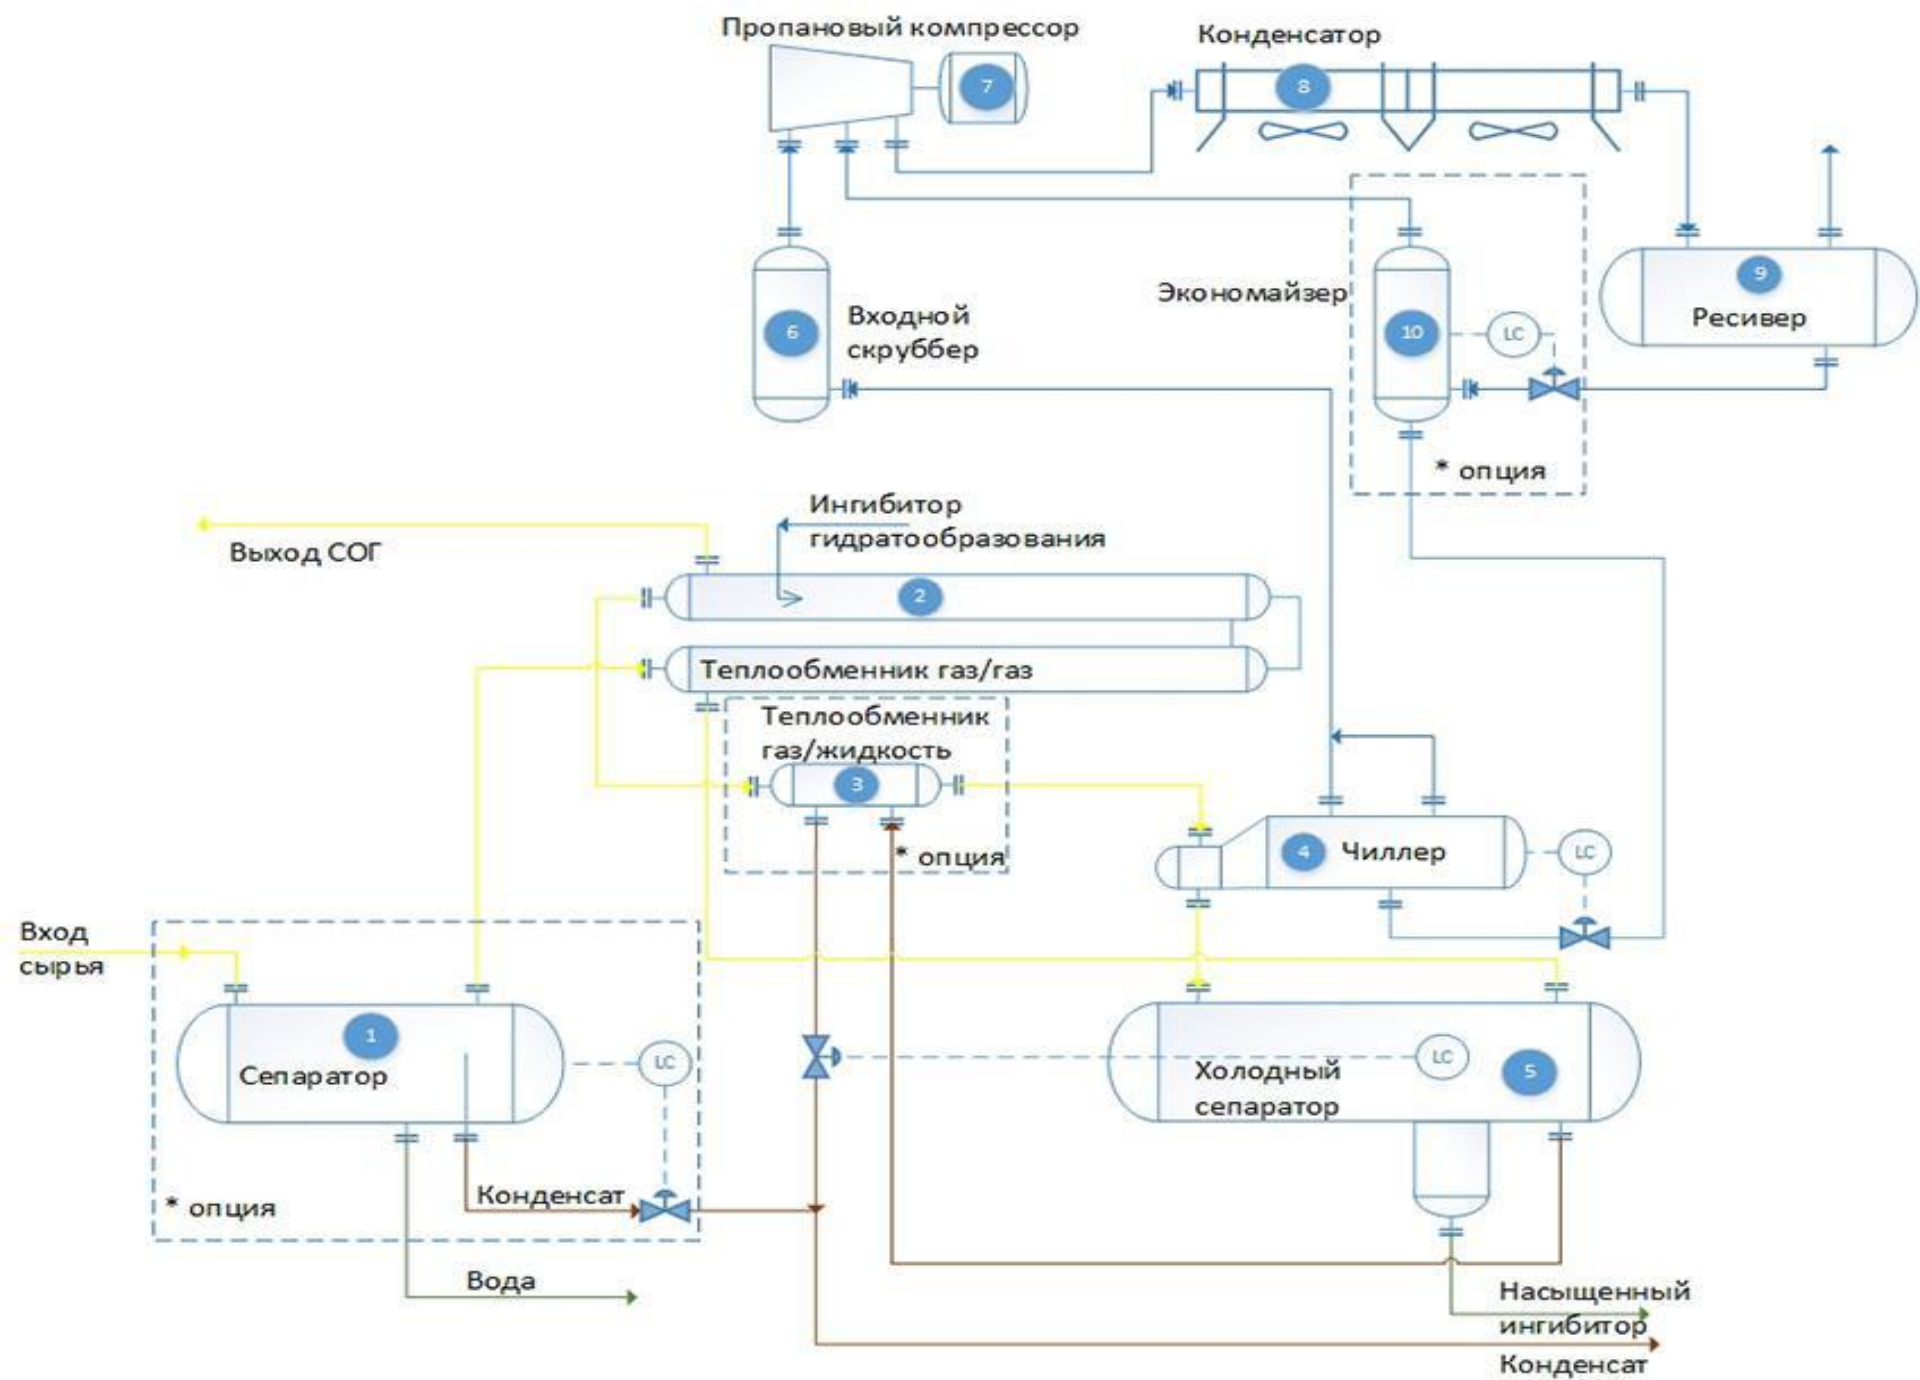 Пропановый компрессор
7
Конденсатор
8
Входной
скруббер
6
Экономайзер
10
LC
* опция
9
Ресивер
Ингибитор
гидратообразования
Выход СОГ
2
Теплообменник газ/газ
Теплообменник
газ/жидкость
3
* опция
4
Чиллер
LC
Вход
сырья
1
Сепаратор
LC
Конденсат
* опция
Вода
Холодный
сепаратор
LC
5
Насыщенный
ингибитор
Конденсат